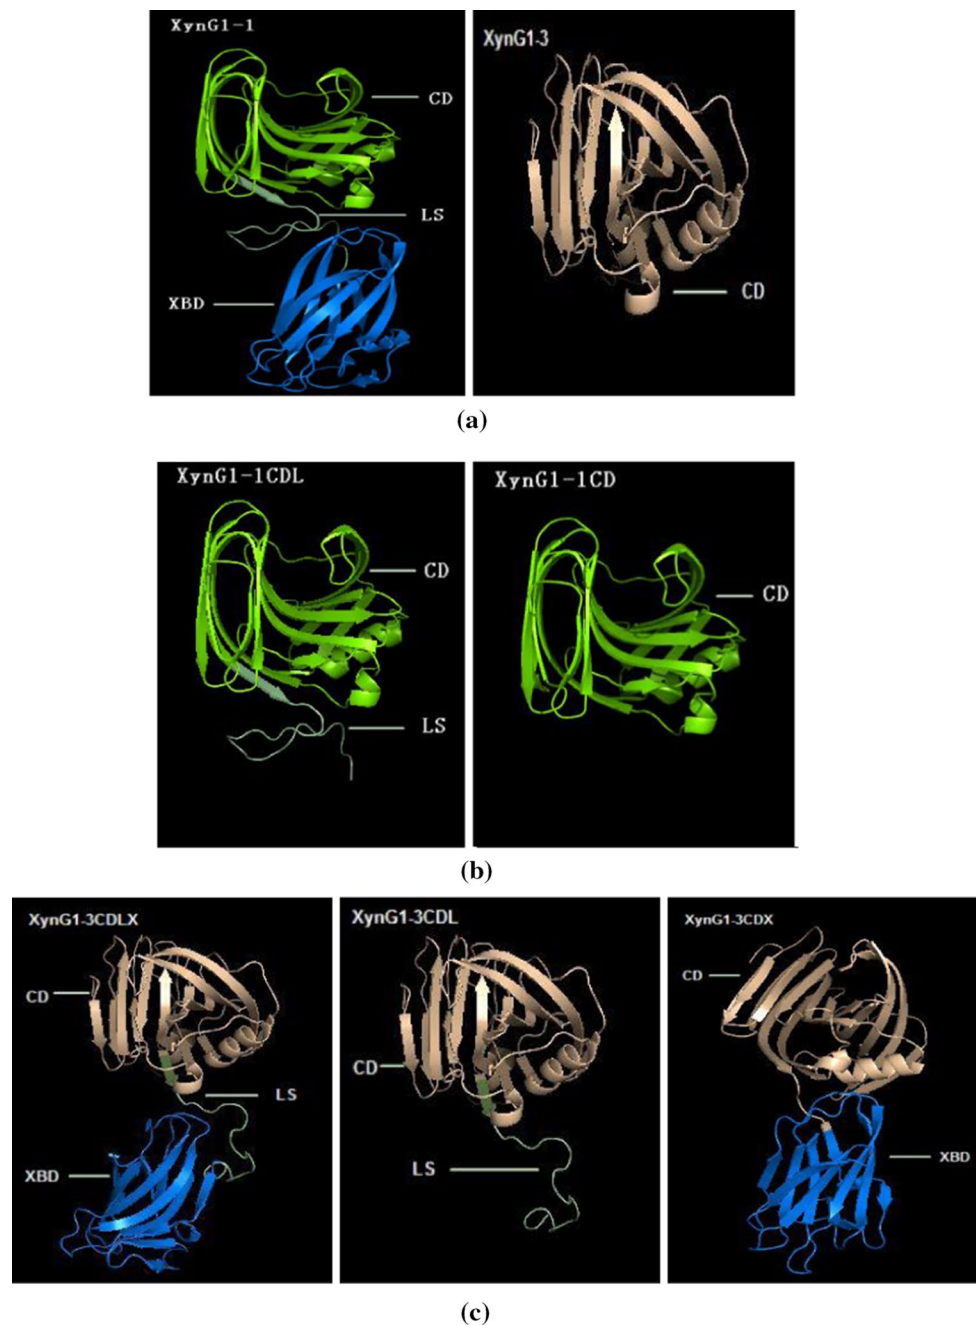 XynG1-1
CD
LS
XBD
XynG1-3
CD
(a)
XynG1-1CDL
CD
LS
XynG1-1CD
CD
(b)
XynG1-3CDLX
CD
LS
XBD
XynG1-3CDL
CD
LS
XynG1-3CDX
CD
XBD
(c)